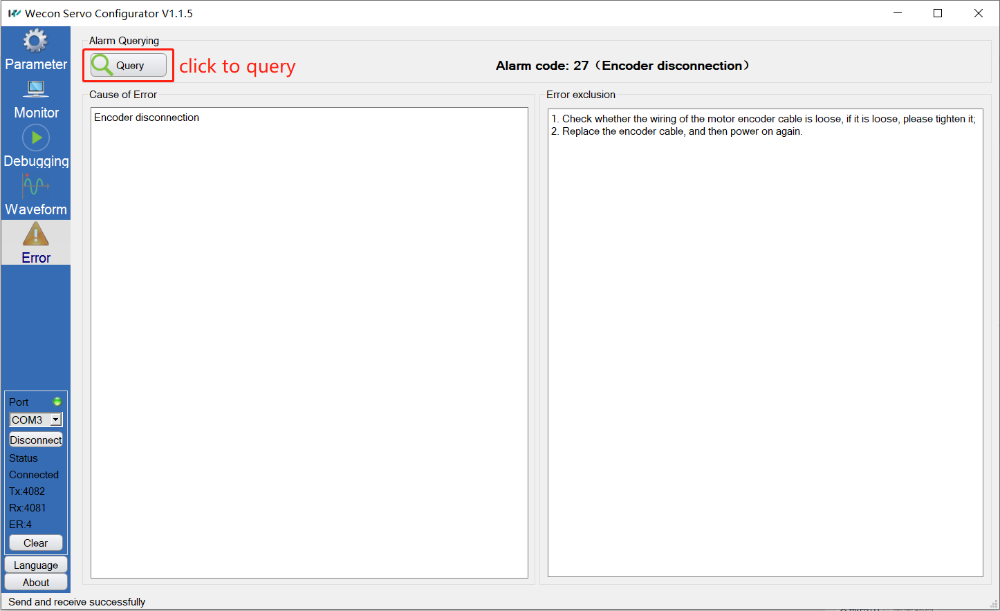 Wecon Servo Configurator V1.1.5
Parameter
Monitor
Debugging
Waveform
Error
Alarm Querying
Query
click to query
Alarm code: 27（Encoder disconnection）
Cause of Error
Encoder disconnection
Error exclusion
1. Check whether the wiring of the motor encoder cable is loose, if it is loose, please tighten it;
2. Replace the encoder cable, and then power on again.
Port
COM3
Disconnect
Status
Connected
Tx:4082
Rx:4081
ER:4
Clear
Language
About
Send and receive successfully